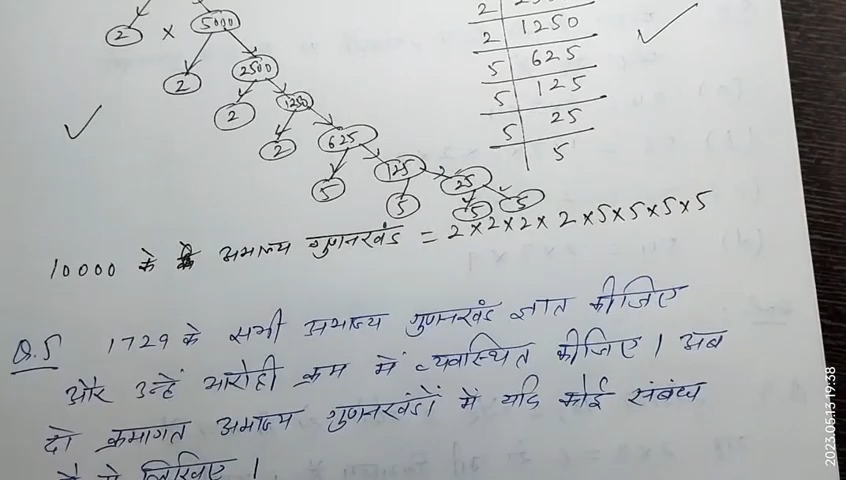 2 × 5000
2 2500
2 1250
2 625
5 125
5 25
5 5
2 | 1250
5 | 625
5 | 125
5 | 25
5
10000 के अभाज्य गुणनखंड = 2×2×2×2×5×5×5×5
Q.5 1729 के सभी अभाज्य गुणनखंड ज्ञात कीजिए
और उन्हें आरोही क्रम में व्यवस्थित कीजिए। अब
दो क्रमागत अभाज्य गुणनखंडों में यदि कोई संबंध
है तो लिखिए।
2023.05.13 19:38